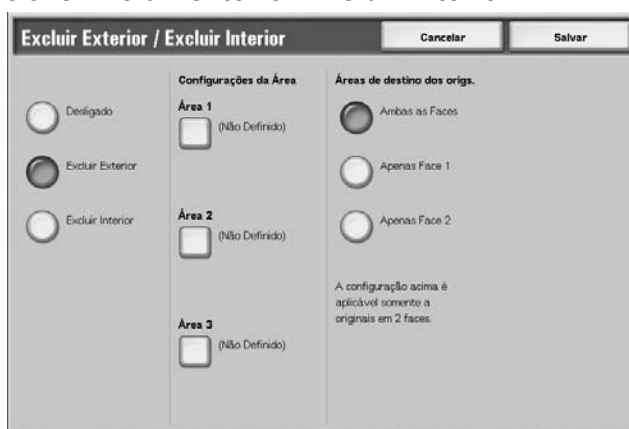 Excluir Exterior / Excluir Interior
Cancelar
Salvar
Desligado
Excluir Exterior
Excluir Interior
Configurações da Área
Área 1
(Não Definido)
Área 2
(Não Definido)
Área 3
(Não Definido)
Áreas de destino dos origs.
Ambas as Faces
Apenas Face 1
Apenas Face 2
A configuração acima é
aplicável somente a
originais em 2 faces.